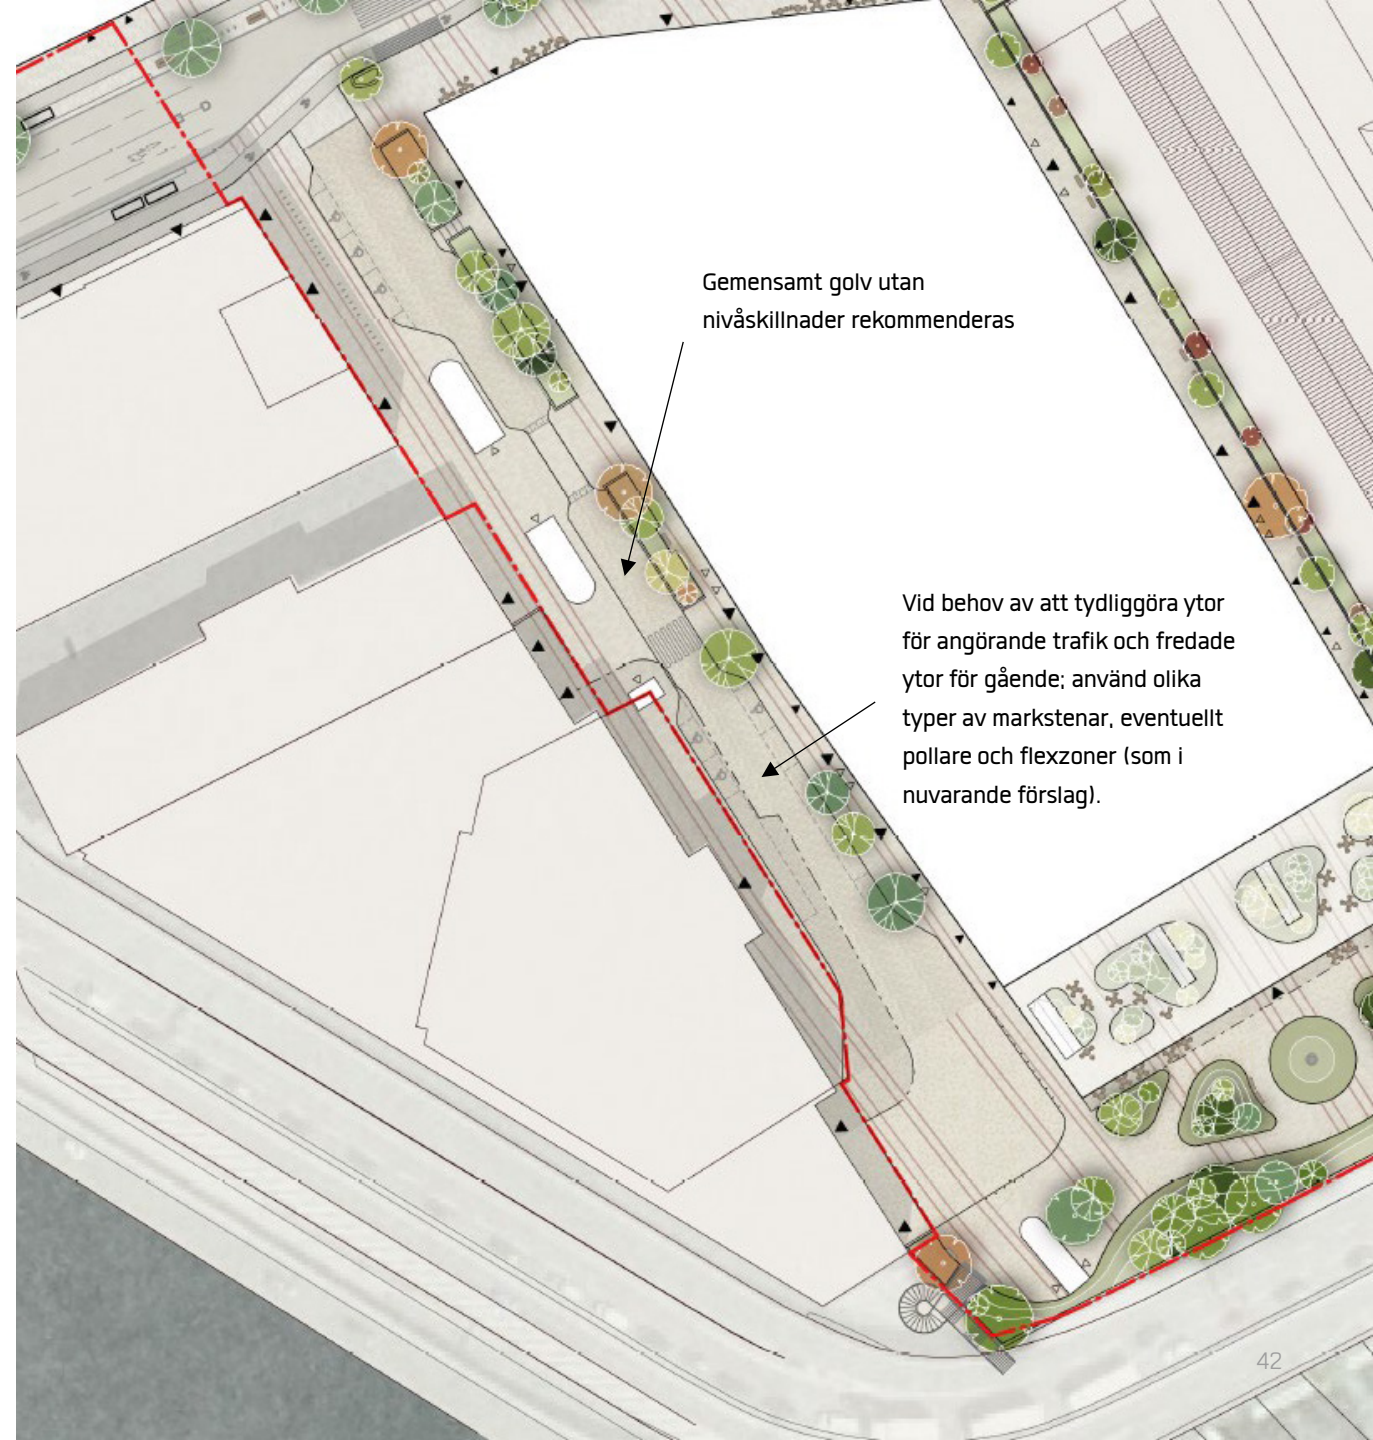 Gemensamt golv utan
nivåskillnader rekommenderas
Vid behov av att tydliggöra ytor
för angörande trafik och fredade
ytor för gående; använd olika
typer av markstenar, eventuellt
pollare och flexzoner (som i
nuvarande förslag).
42